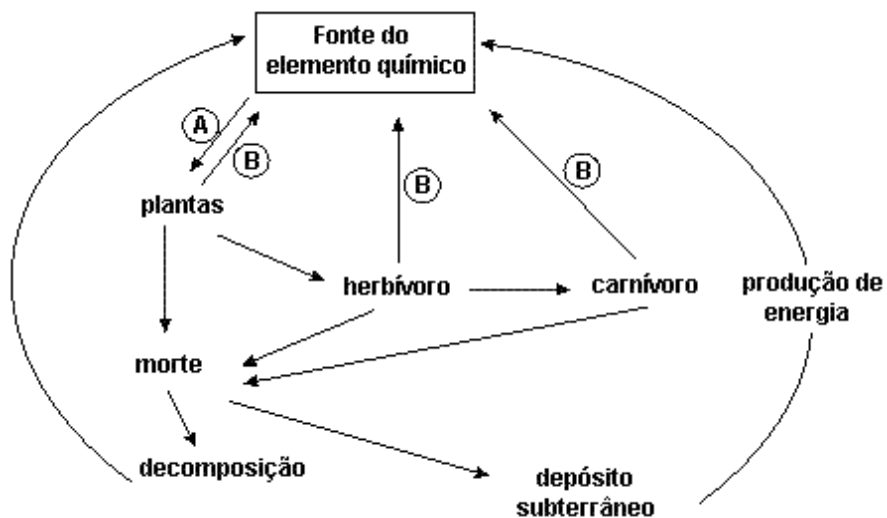 Fonte do
elemento químico
A
B
B
B
plantas
herbívoro
carnívoro
produção de
energia
morte
decomposição
depósito
subterrâneo